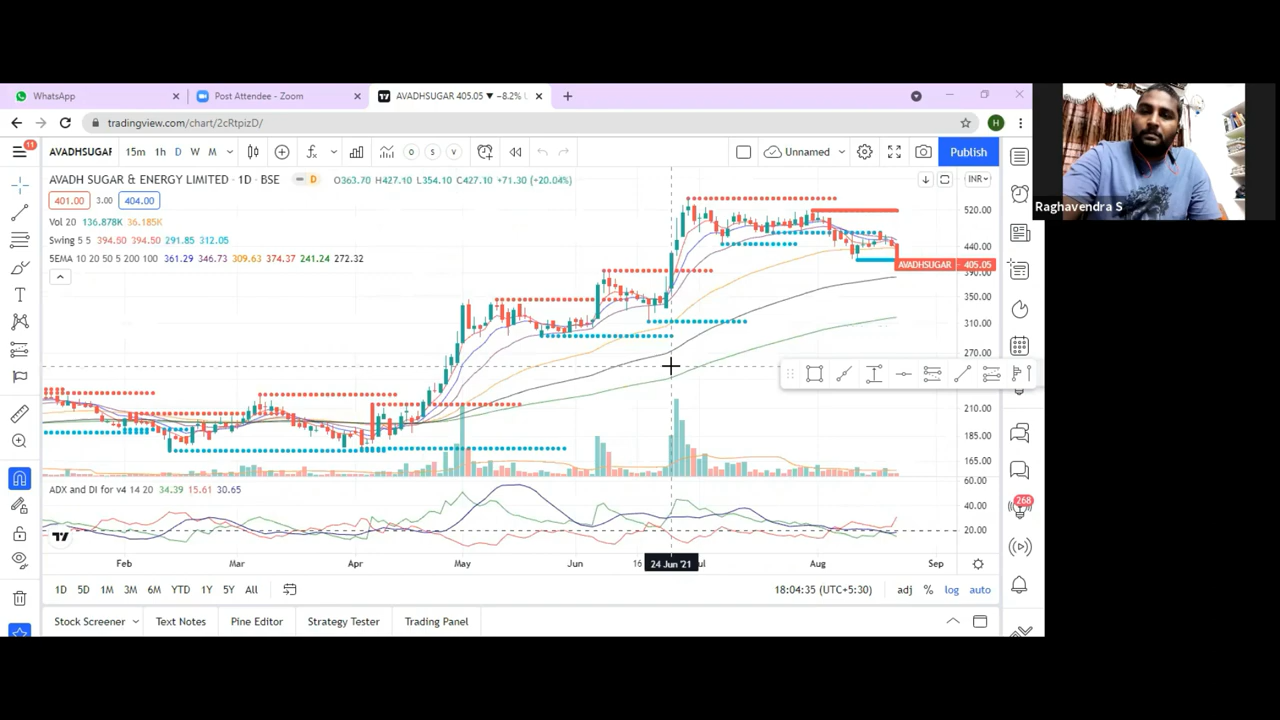 WhatsApp
Post Attendee - Zoom
AVADHSUGAR 405.05 ▼ −8.2%
tradingview.com/chart/2cRtpizD/
H
Raghavendra S
11
AVADHSUGAR 15m 1h D W M
Unnamed
Publish
AVADH SUGAR & ENERGY LIMITED · 1D · BSE
D
O363.70 H427.10 L354.10 C427.10 +71.30 (+20.04%)
INR
401.00 3.00 404.00
Vol 20 136.878K 36.185K
Swing 5 5 394.50 394.50 291.85 312.05
5EMA 10 20 50 5 200 100 361.29 346.73 309.63 374.37 241.24 272.32
520.00
440.00
AVADHSUGAR 405.05
390.00
350.00
310.00
270.00
210.00
185.00
165.00
60.00
ADX and DI for v4 14 20 34.39 15.61 30.65
40.00
268
20.00
Feb Mar Apr May Jun 16 24 Jun '21 Jul Aug Sep
1D 5D 1M 3M 6M YTD 1Y 5Y All
18:04:35 (UTC+5:30)
adj % log auto
Stock Screener Text Notes Pine Editor Strategy Tester Trading Panel